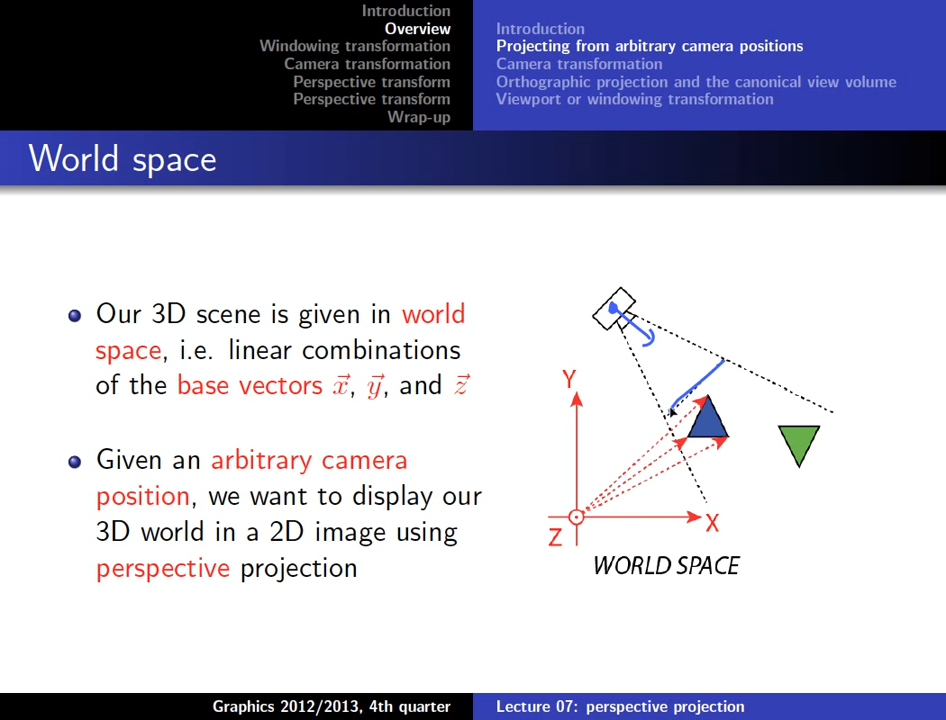 Introduction
Overview
Windowing transformation
Camera transformation
Perspective transform
Perspective transform
Wrap-up
Introduction
Projecting from arbitrary camera positions
Camera transformation
Orthographic projection and the canonical view volume
Viewport or windowing transformation
World space
Our 3D scene is given in world
space, i.e. linear combinations
of the base vectors x⃗, y⃗, and z⃗
Given an arbitrary camera
position, we want to display our
3D world in a 2D image using
perspective projection
Y
X
Z
WORLD SPACE
Graphics 2012/2013, 4th quarter
Lecture 07: perspective projection